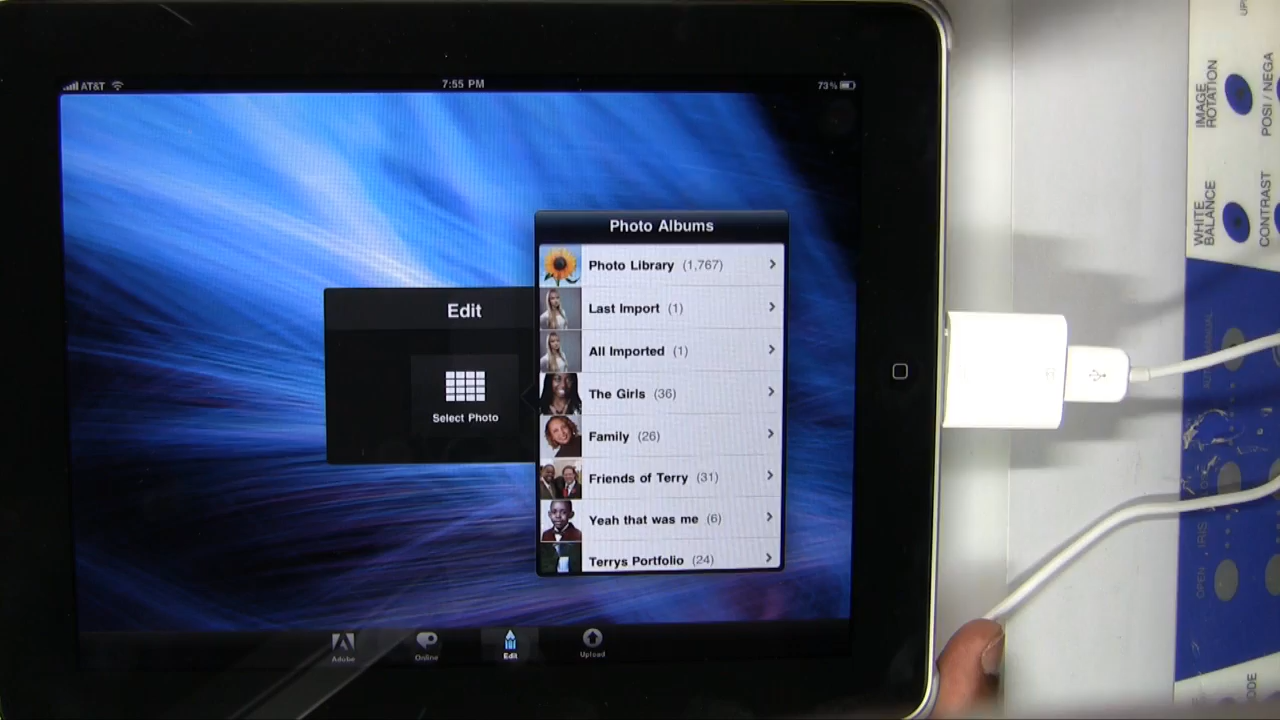 AT&T
7:55 PM
73%
Photo Albums
Photo Library (1,767)
Last Import (1)
All Imported (1)
The Girls (36)
Family (26)
Friends of Terry (31)
Yeah that was me (6)
Terrys Portfolio (24)
Edit
Select Photo
Adobe
Online
Edit
Upload
IMAGE
ROTATION
POSI / NEGA
WHITE
BALANCE
CONTRAST
IRIS
OPEN